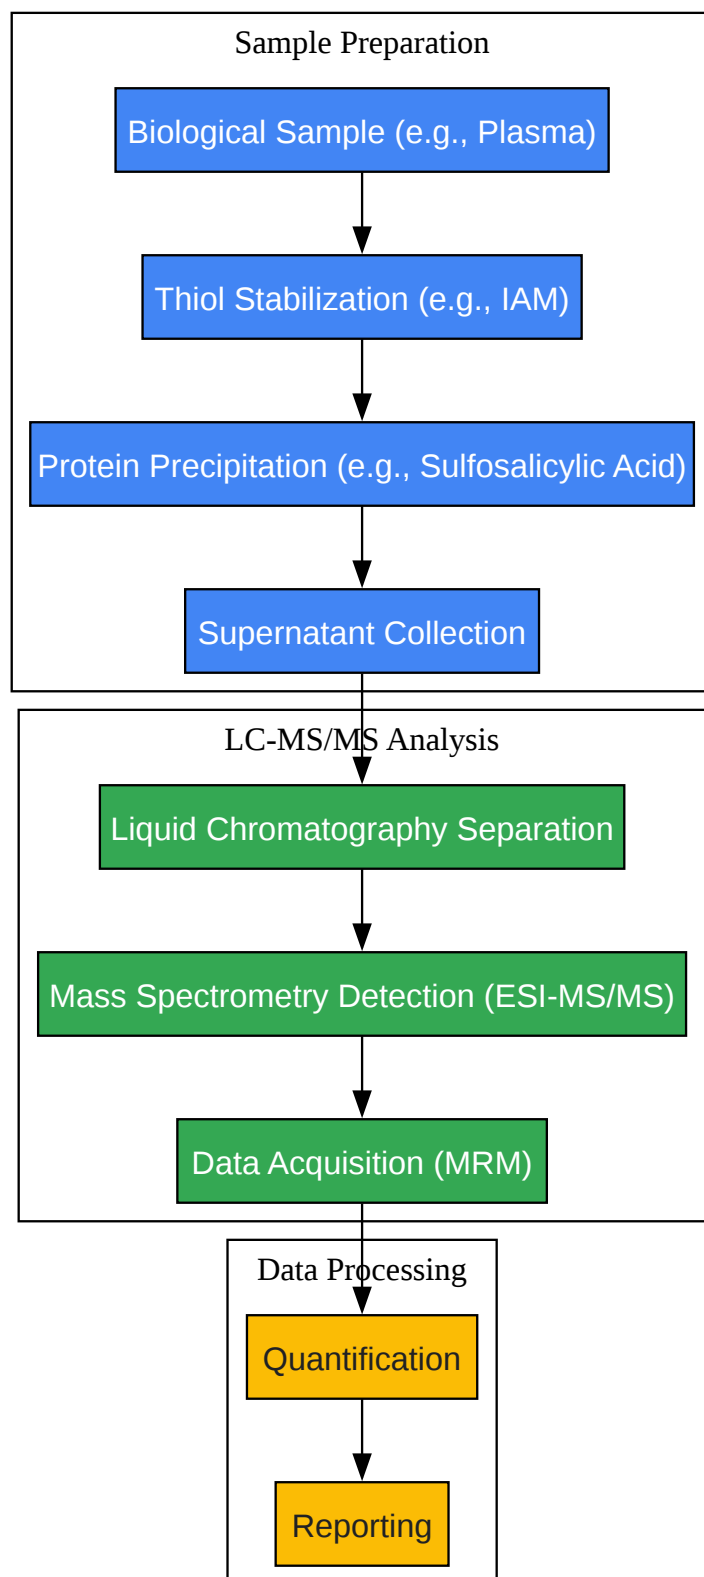 Sample Preparation
Biological Sample (e.g., Plasma)
Thiol Stabilization (e.g., IAM)
Protein Precipitation (e.g., Sulfosalicylic Acid)
Supernatant Collection
LC-MS/MS Analysis
Liquid Chromatography Separation
Mass Spectrometry Detection (ESI-MS/MS)
Data Acquisition (MRM)
Data Processing
Quantification
Reporting